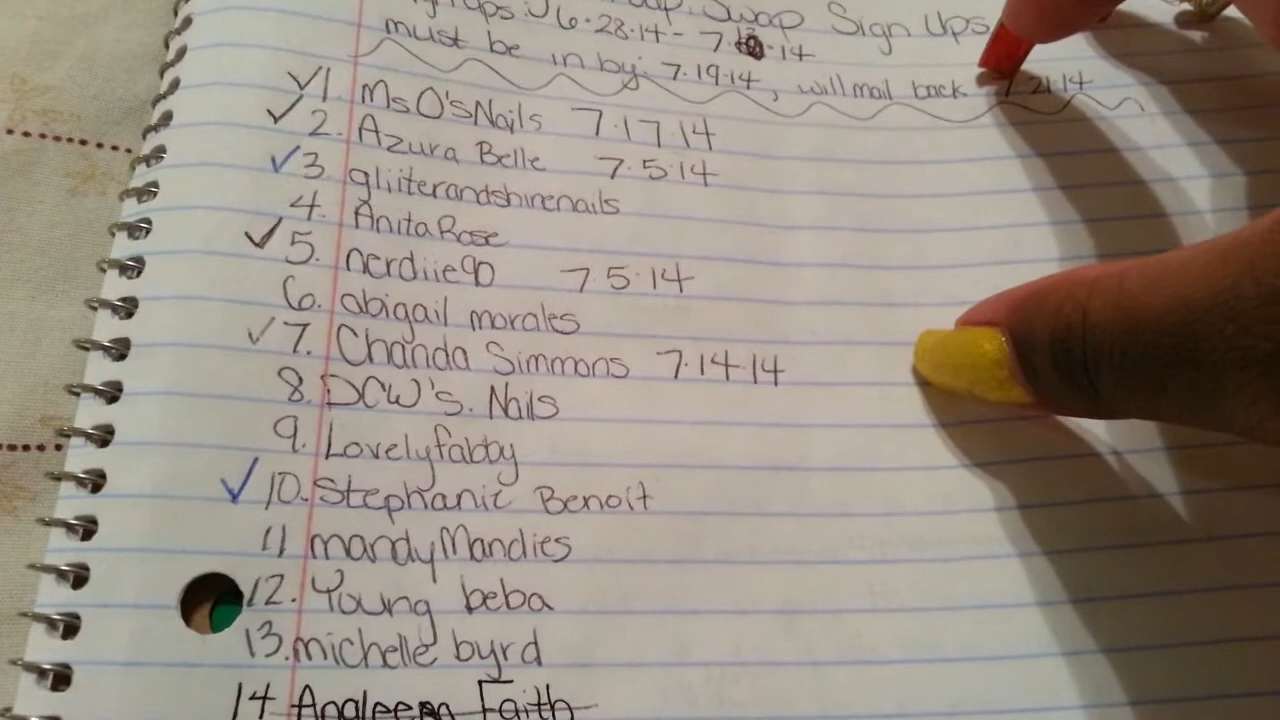 Swap Sign Ups
6.28.14 - 7. .14
must be in by: 7.19.14, will mail back 7 21 14
✓1. MsO'sNails 7.17.14
✓2. Azura Belle 7.5.14
✓3. gliiterandshinenails
4. AnitaRose
✓5. nerdiie90 7.5.14
6. abigail morales
✓7. Chanda Simmons 7.14.14
8. DCW's. Nails
9. Lovelyfabby
✓10. Stephanie Benoit
11 mandyMandies
12. Young beba
13. michelle byrd
14 Faith